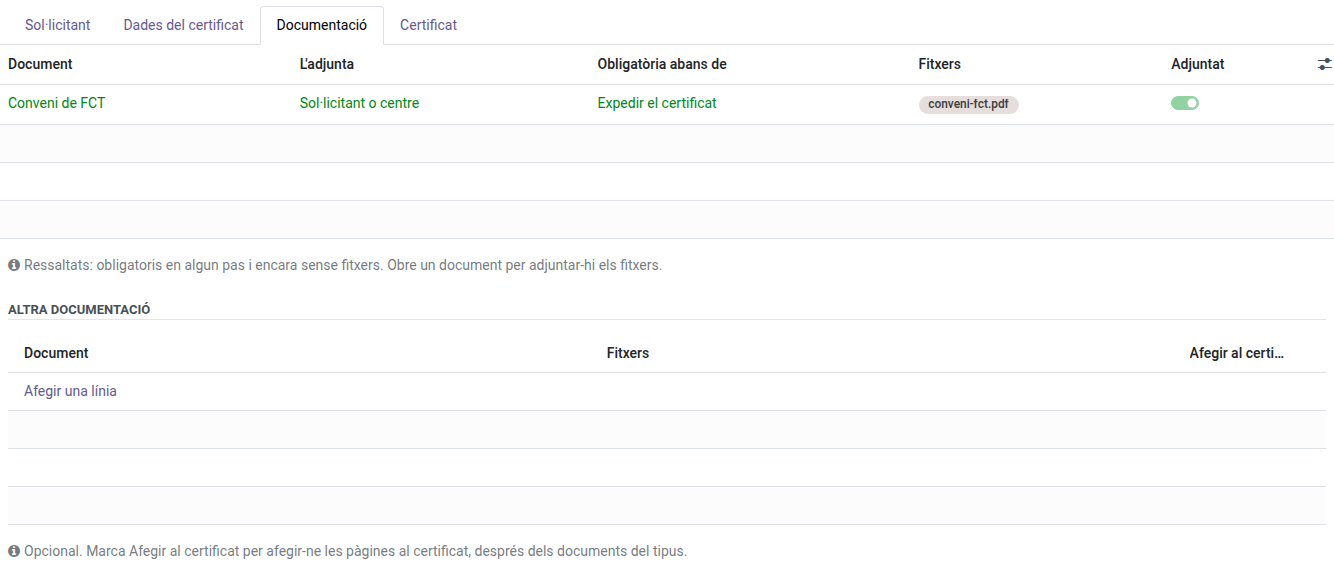 Sol·licitant Dades del certificat Documentació Certificat
Document L'adjunta Obligatòria abans de Fitxers Adjuntat
Conveni de FCT Sol·licitant o centre Expedir el certificat conveni-fct.pdf
Ressaltats: obligatoris en algun pas i encara sense fitxers. Obre un document per adjuntar-hi els fitxers.
ALTRA DOCUMENTACIÓ
Document Fitxers Afegir al certi...
Afegir una línia
Opcional. Marca Afegir al certificat per afegir-ne les pàgines al certificat, després dels documents del tipus.